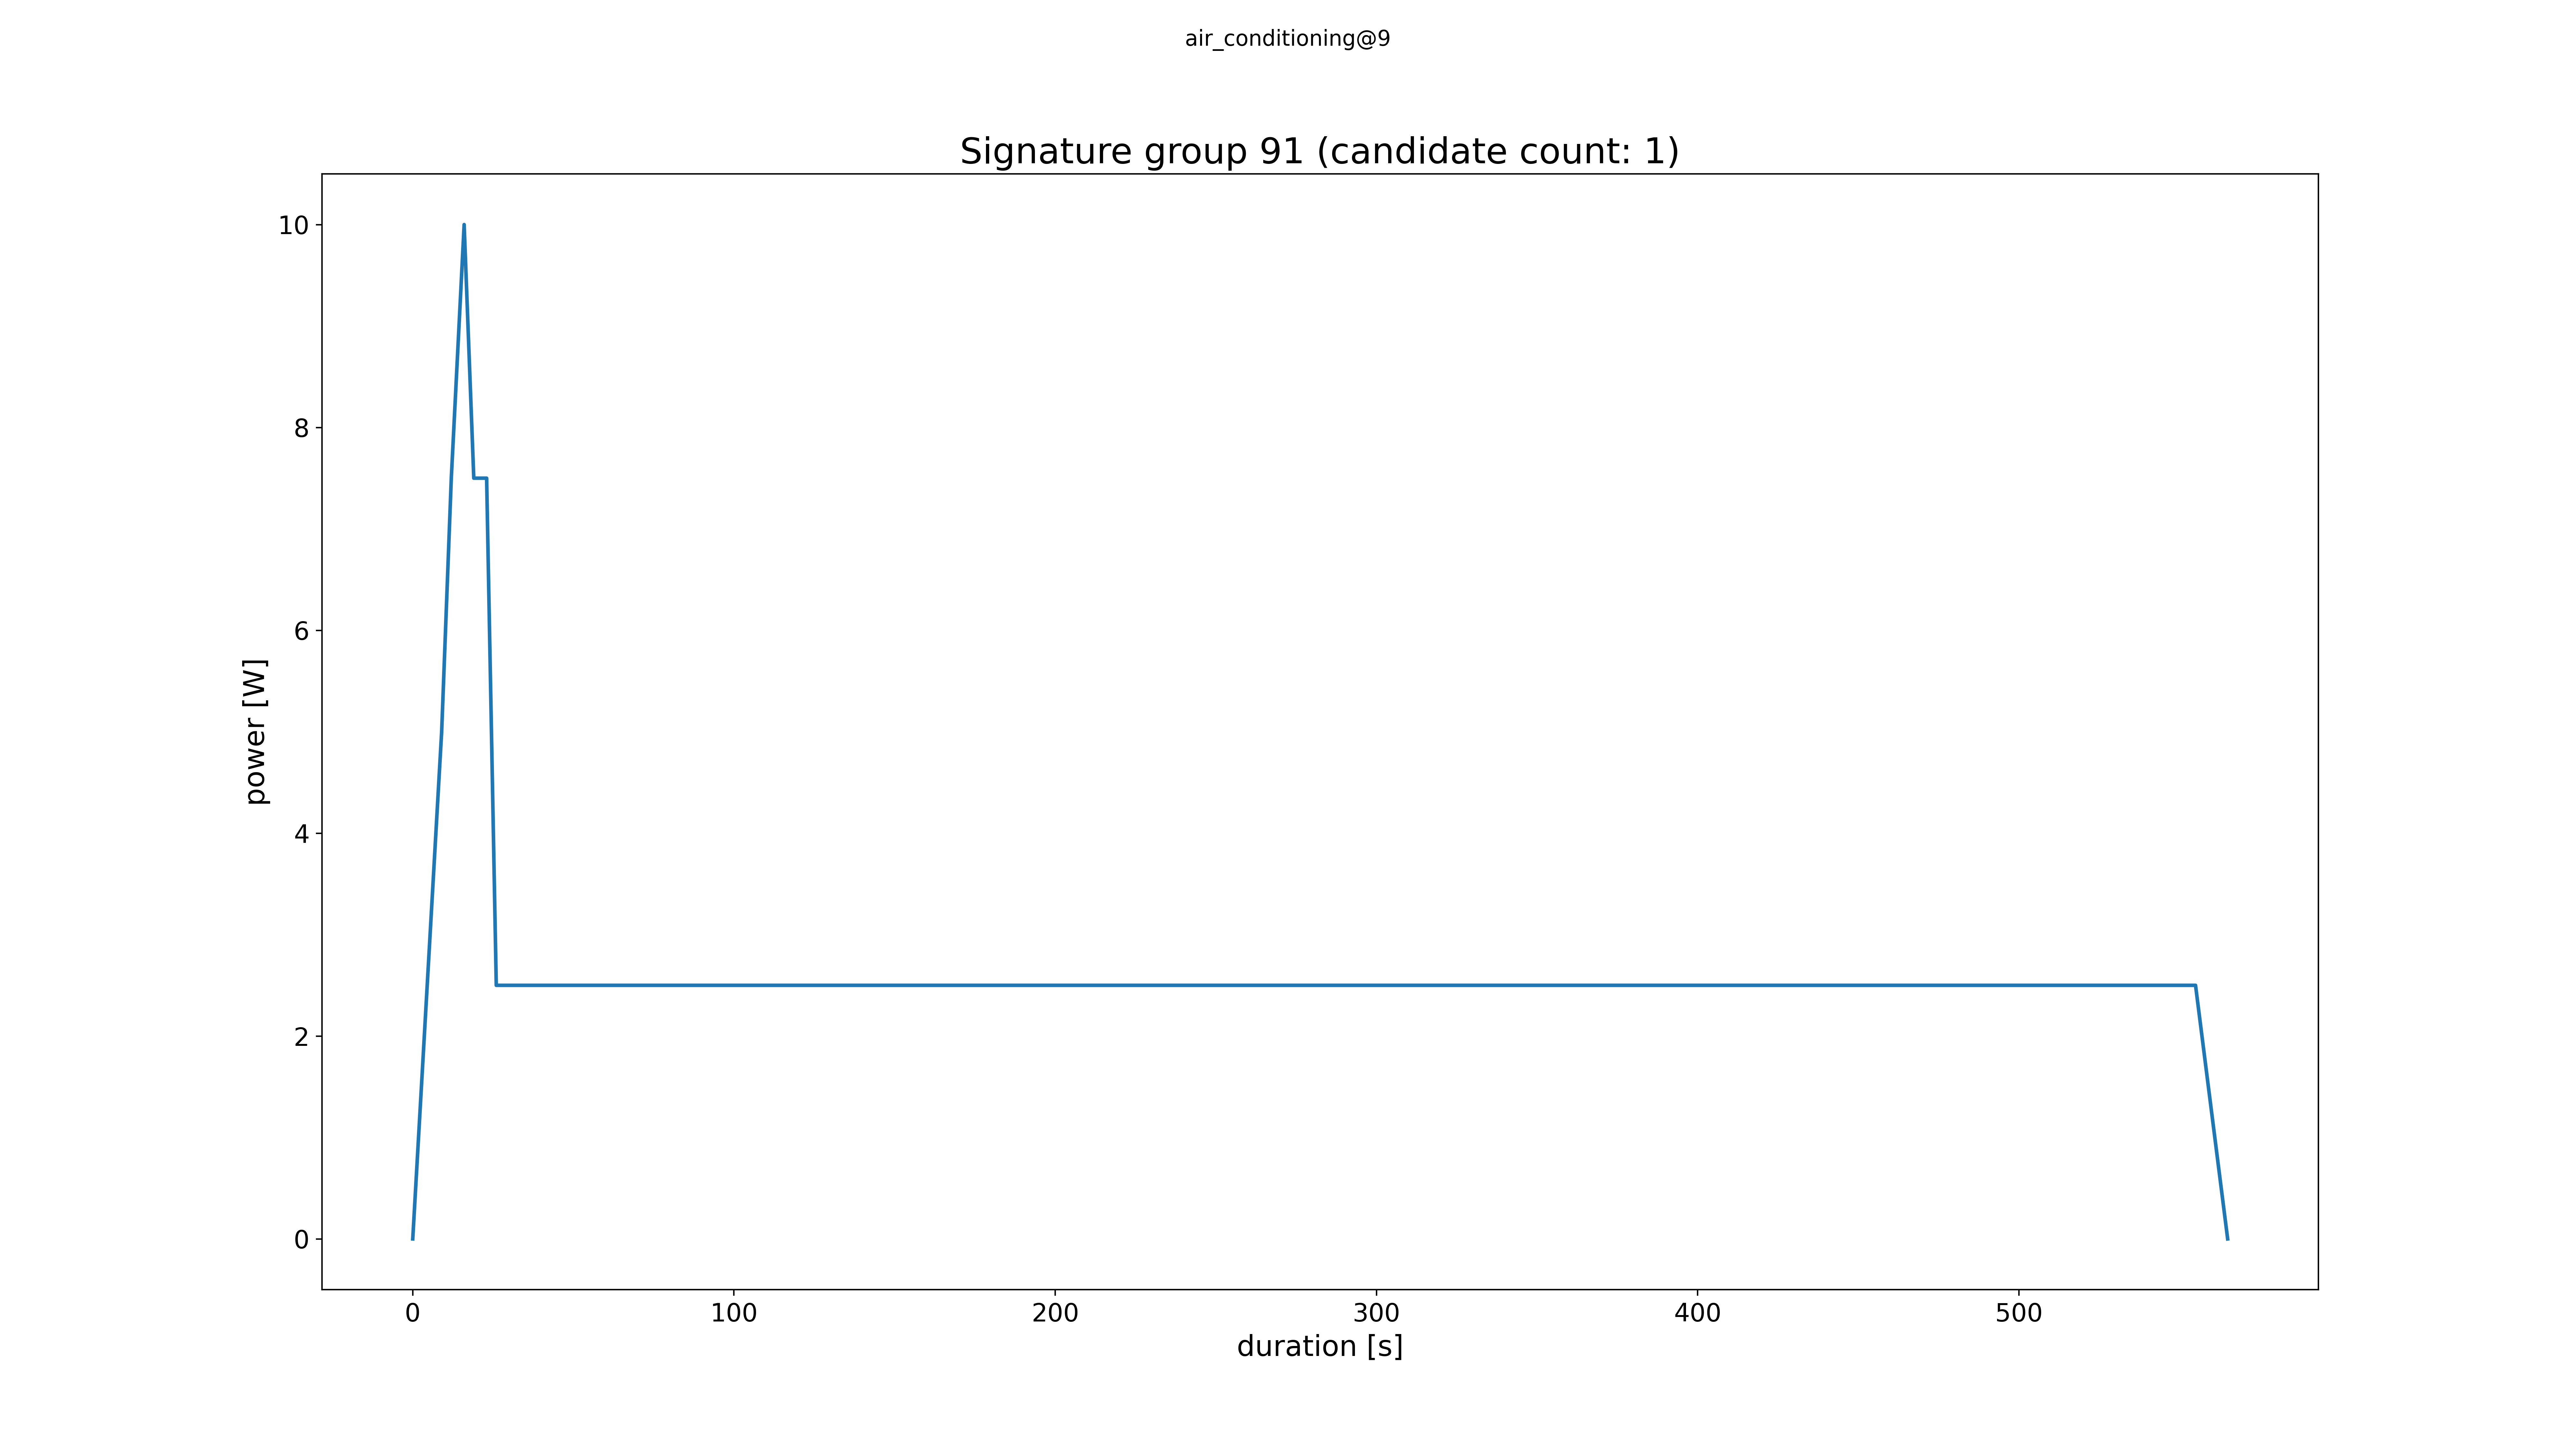 air_conditioning@9
Signature group 91 (candidate count: 1)
10
8
6
4
2
0
power [W]
0 100 200 300 400 500
duration [s]